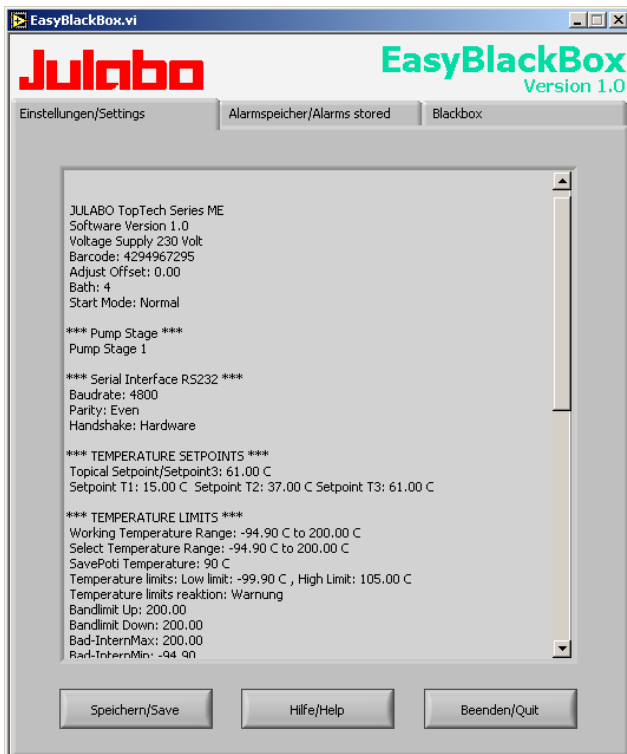 EasyBlackBox.vi
Julabo
EasyBlackBox
Version 1.0
Einstellungen/Settings
Alarmspeicher/Alarms stored
Blackbox
JULABO TopTech Series ME
Software Version 1.0
Voltage Supply 230 Volt
Barcode: 4294967295
Adjust Offset: 0.00
Bath: 4
Start Mode: Normal
*** Pump Stage ***
Pump Stage 1
*** Serial Interface RS232 ***
Baudrate: 4800
Parity: Even
Handshake: Hardware
*** TEMPERATURE SETPOINTS ***
Topical Setpoint/Setpoint3: 61.00 C
Setpoint T1: 15.00 C Setpoint T2: 37.00 C Setpoint T3: 61.00 C
*** TEMPERATURE LIMITS ***
Working Temperature Range: -94.90 C to 200.00 C
Select Temperature Range: -94.90 C to 200.00 C
SavePoti Temperature: 90 C
Temperature limits: Low limit: -99.90 C , High Limit: 105.00 C
Temperature limits reaktion: Warnung
Bandlimit Up: 200.00
Bandlimit Down: 200.00
Bad-InternMax: 200.00
Bad-InternMin: -94.90
Speichern/Save
Hilfe/Help
Beenden/Quit